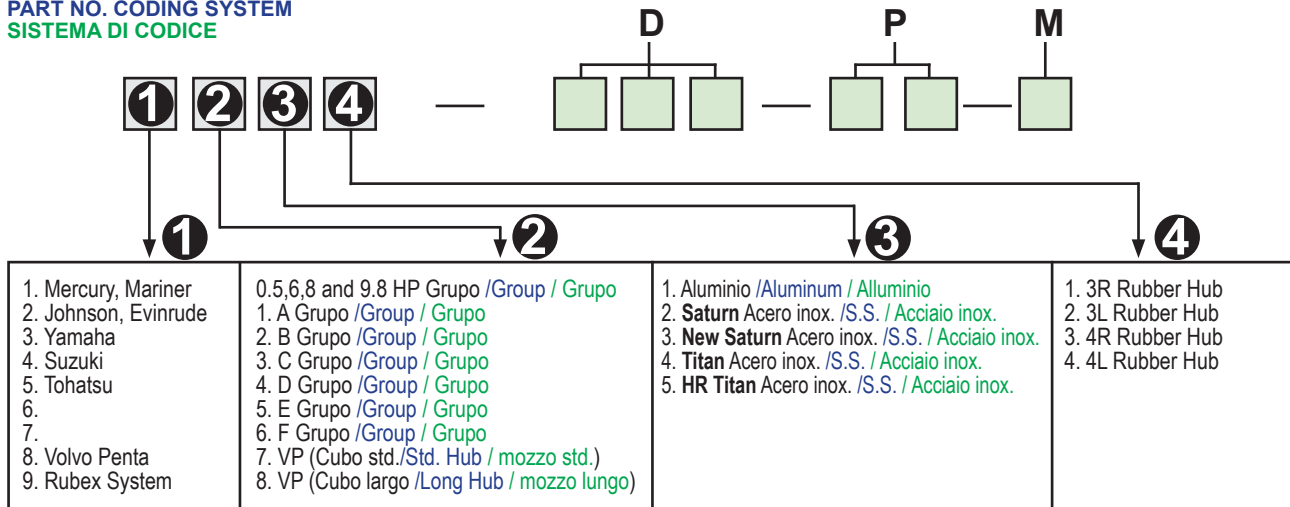 PART NO. CODING SYSTEM
SISTEMA DI CODICE
D P M
1 2 3 4 — — —
1 2 3 4
1. Mercury, Mariner
2. Johnson, Evinrude
3. Yamaha
4. Suzuki
5. Tohatsu
6.
7.
8. Volvo Penta
9. Rubex System
0.5,6,8 and 9.8 HP Grupo /Group / Grupo
1. A Grupo /Group / Grupo
2. B Grupo /Group / Grupo
3. C Grupo /Group / Grupo
4. D Grupo /Group / Grupo
5. E Grupo /Group / Grupo
6. F Grupo /Group / Grupo
7. VP (Cubo std./Std. Hub / mozzo std.)
8. VP (Cubo largo /Long Hub / mozzo lungo)
1. Aluminio /Aluminum / Alluminio
2. Saturn Acero inox. /S.S. / Acciaio inox.
3. New Saturn Acero inox. /S.S. / Acciaio inox.
4. Titan Acero inox. /S.S. / Acciaio inox.
5. HR Titan Acero inox. /S.S. / Acciaio inox.
1. 3R Rubber Hub
2. 3L Rubber Hub
3. 4R Rubber Hub
4. 4L Rubber Hub